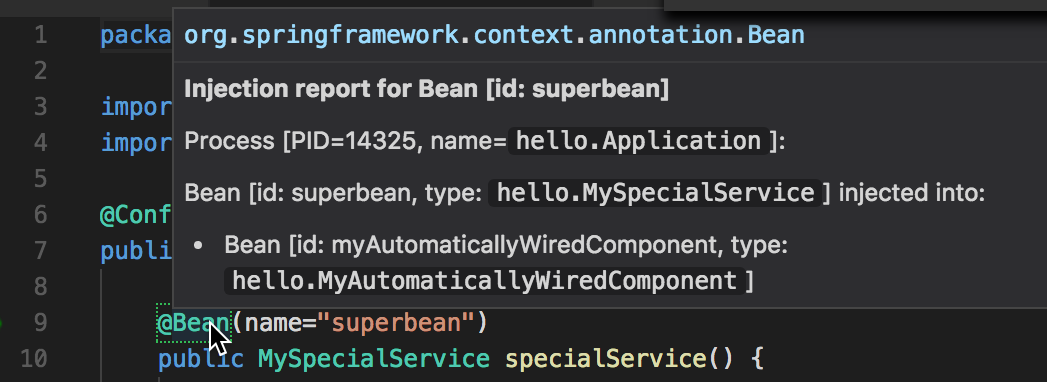 org.springframework.context.annotation.Bean
Injection report for Bean [id: superbean]
Process [PID=14325, name= hello.Application ]:
Bean [id: superbean, type: hello.MySpecialService ] injected into:
• Bean [id: myAutomaticallyWiredComponent, type:
hello.MyAutomaticallyWiredComponent ]
1 packa
2
3 impor
4 impor
5
6 @Conf
7 publi
8
9 @Bean(name="superbean")
10 public MySpecialService specialService() {